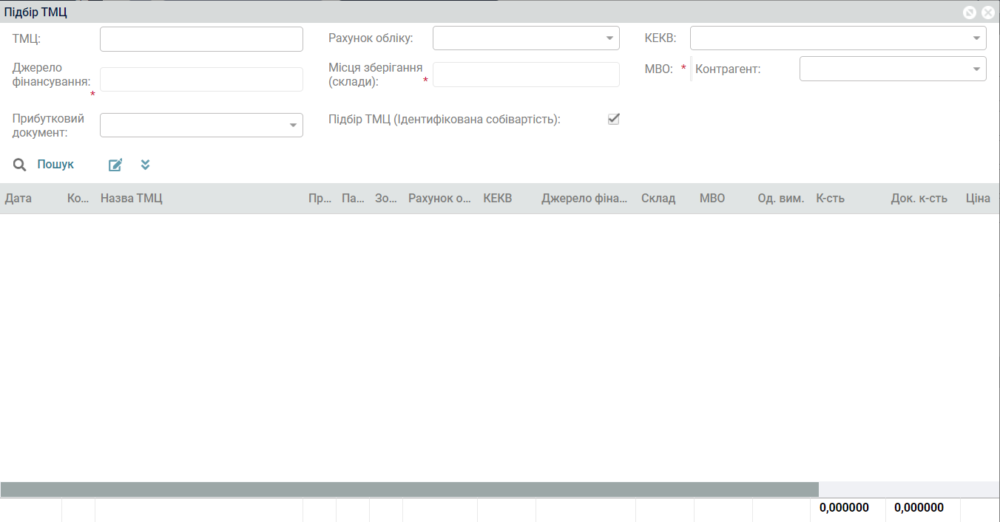 Підбір ТМЦ
ТМЦ:
Рахунок обліку:
КЕКВ:
Джерело
фінансування:
*
Місця зберігання
(склади):
*
МВО: *
Контрагент:
Прибутковий
документ:
Підбір ТМЦ (Ідентифікована собівартість):
Пошук
Дата Ко... Назва ТМЦ Пр... Па... Зо... Рахунок о... КЕКВ Джерело фіна... Склад МВО Од. вим. К-сть Док. к-сть Ціна
0,000000 0,000000